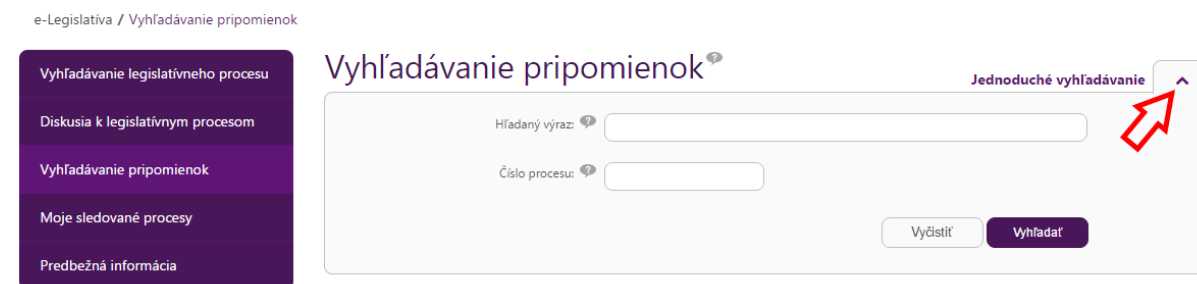 e-Legislatíva / Vyhľadávanie pripomienok
Vyhľadávanie legislatívneho procesu
Diskusia k legislatívnym procesom
Vyhľadávanie pripomienok
Moje sledované procesy
Predbežná informácia
Vyhľadávanie pripomienok
Jednoduché vyhľadávanie
Hľadaný výraz:
Číslo procesu:
Vyčistiť
Vyhľadať